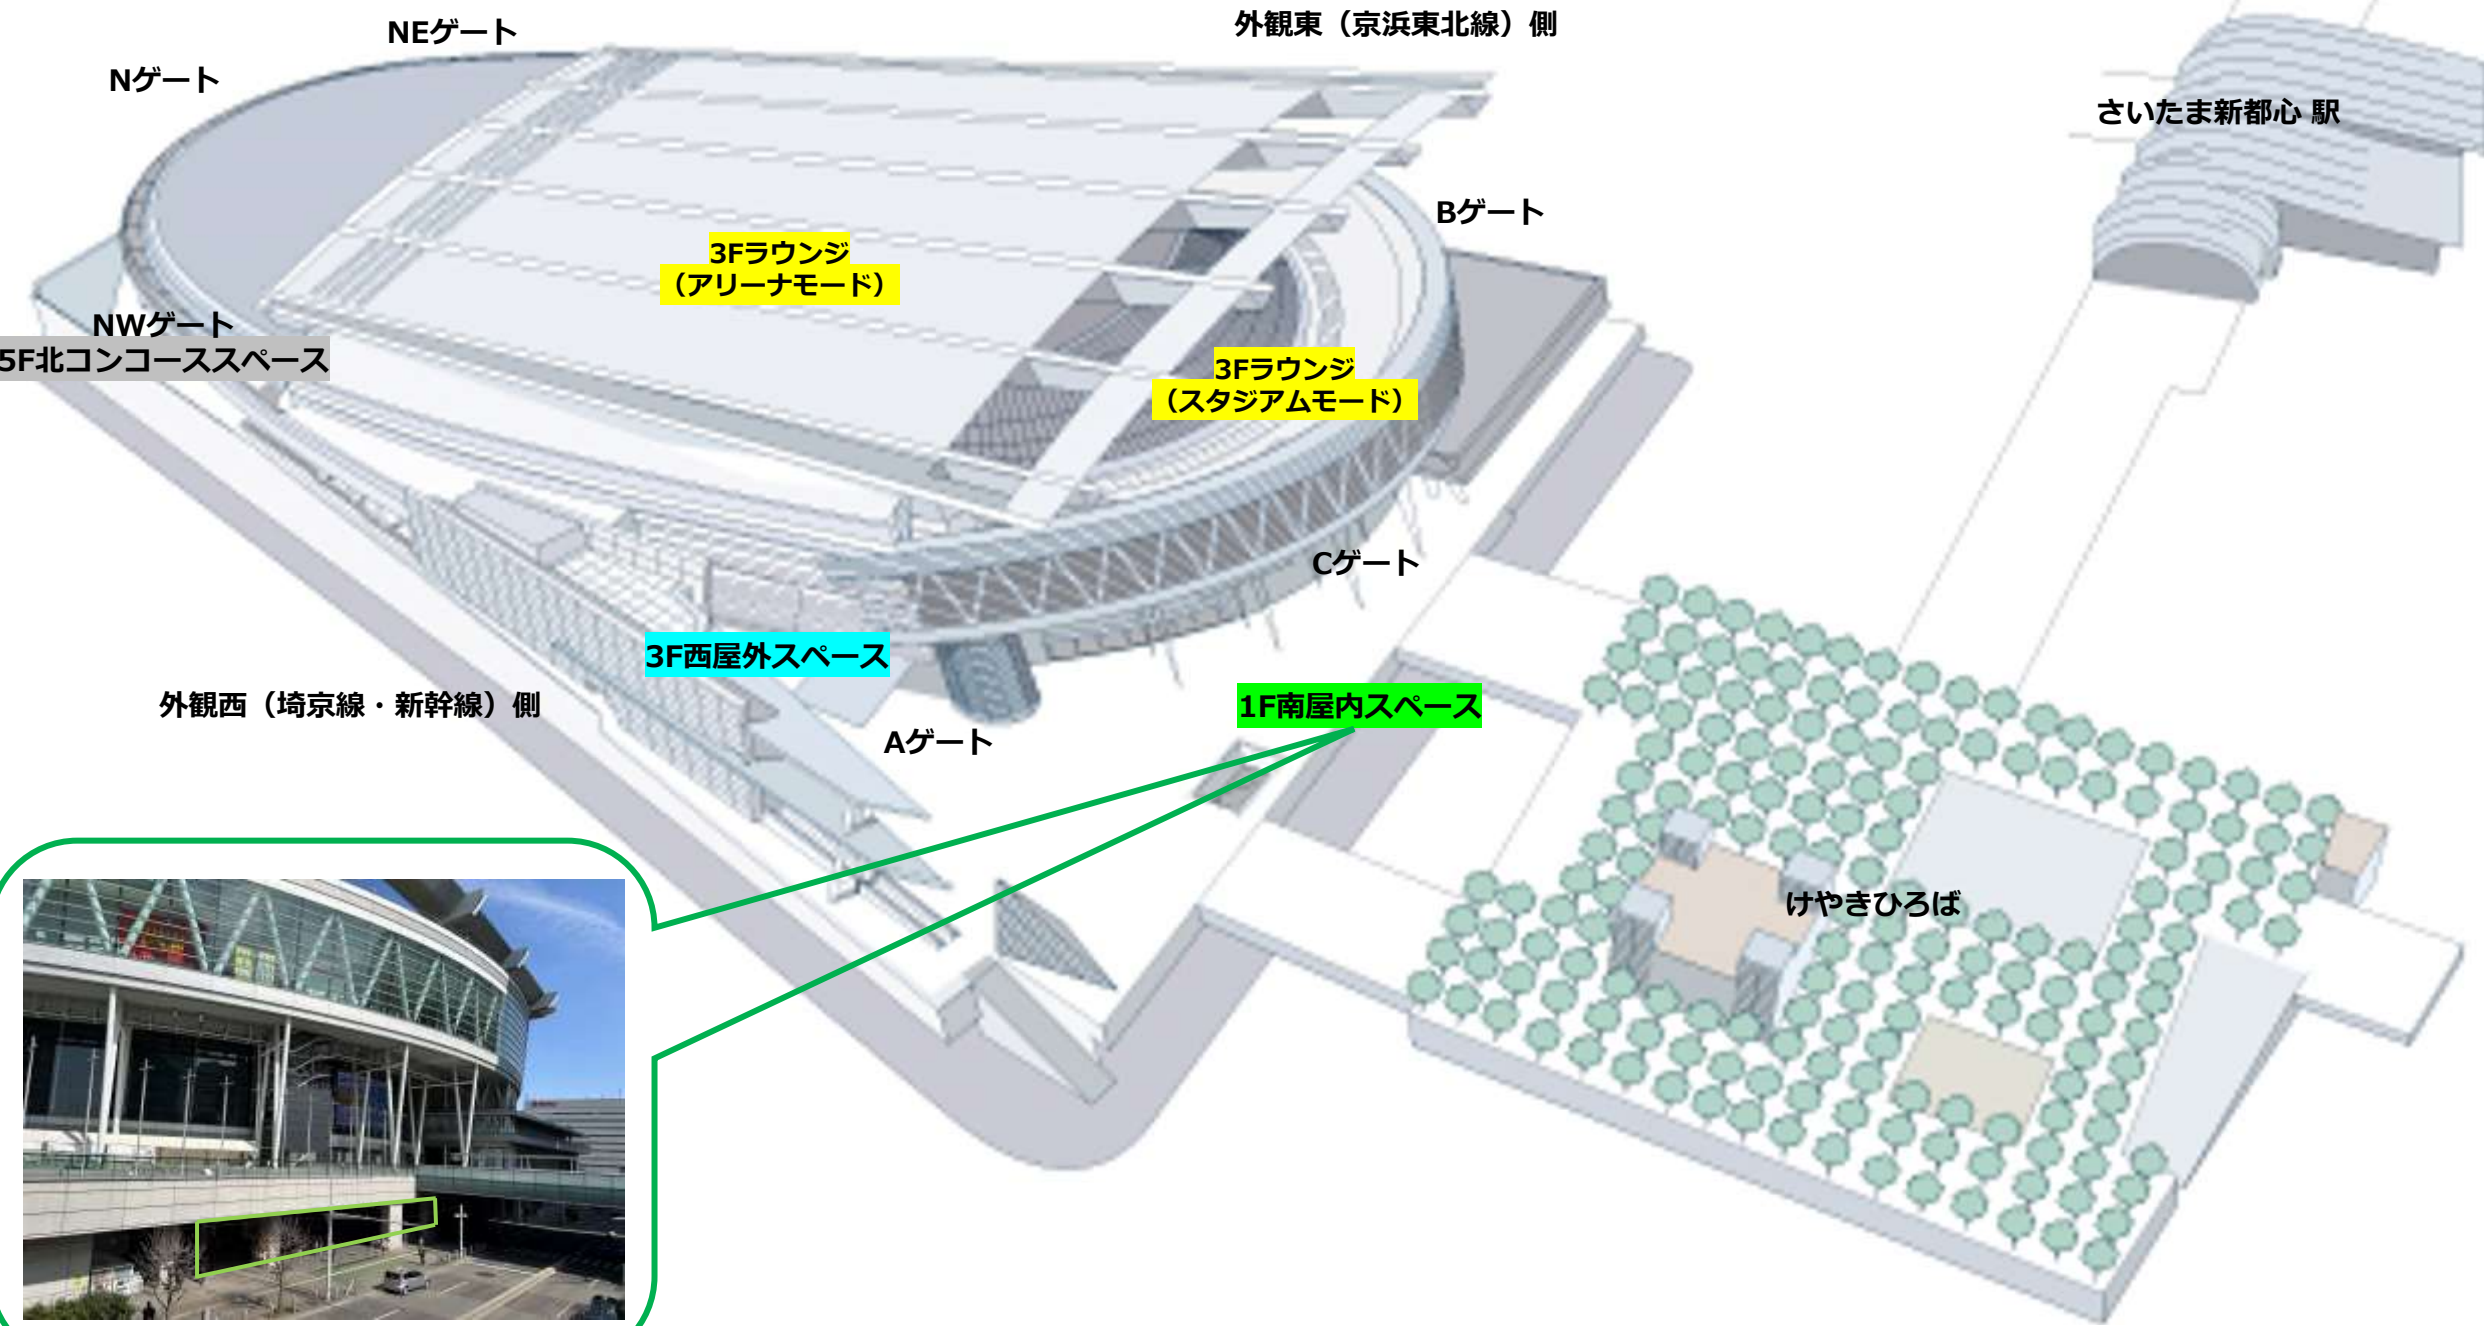 外観東（京浜東北線）側
NEゲート
Nゲート
さいたま新都心 駅
Bゲート
3Fラウンジ
（アリーナモード）
NWゲート
5F北コンコーススペース
3Fラウンジ
（スタジアムモード）
Cゲート
3F西屋外スペース
外観西（埼京線・新幹線）側
1F南屋内スペース
Aゲート
けやきひろば